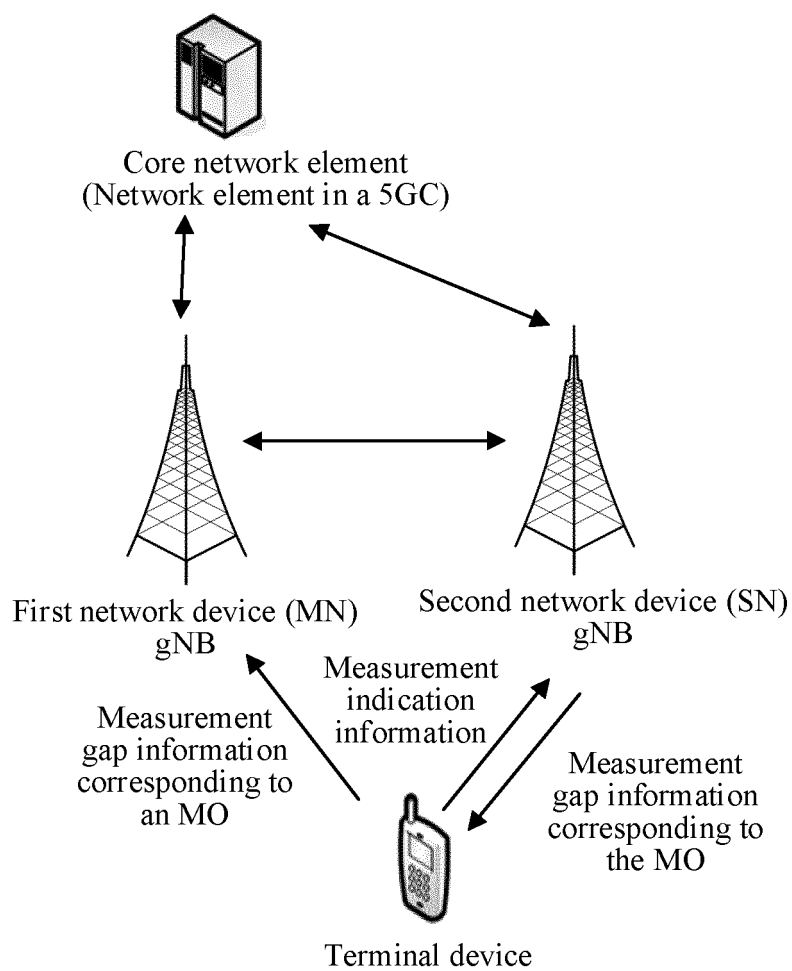 Core network element
(Network element in a 5GC)
First network device (MN)
gNB
Second network device (SN)
gNB
Measurement
gap information
corresponding to
an MO
Measurement
indication
information
Measurement
gap information
corresponding to
the MO
Terminal device